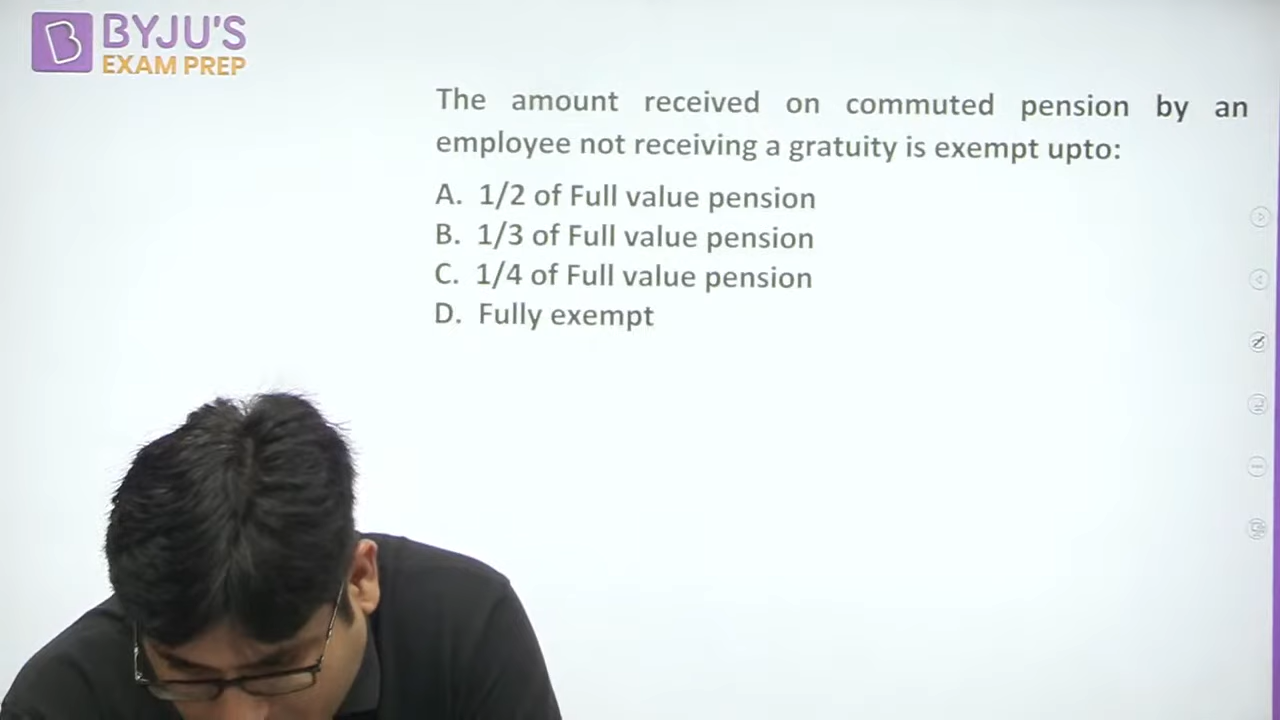 BYJU'S
EXAM PREP
The amount received on commuted pension by an
employee not receiving a gratuity is exempt upto:
A. 1/2 of Full value pension
B. 1/3 of Full value pension
C. 1/4 of Full value pension
D. Fully exempt